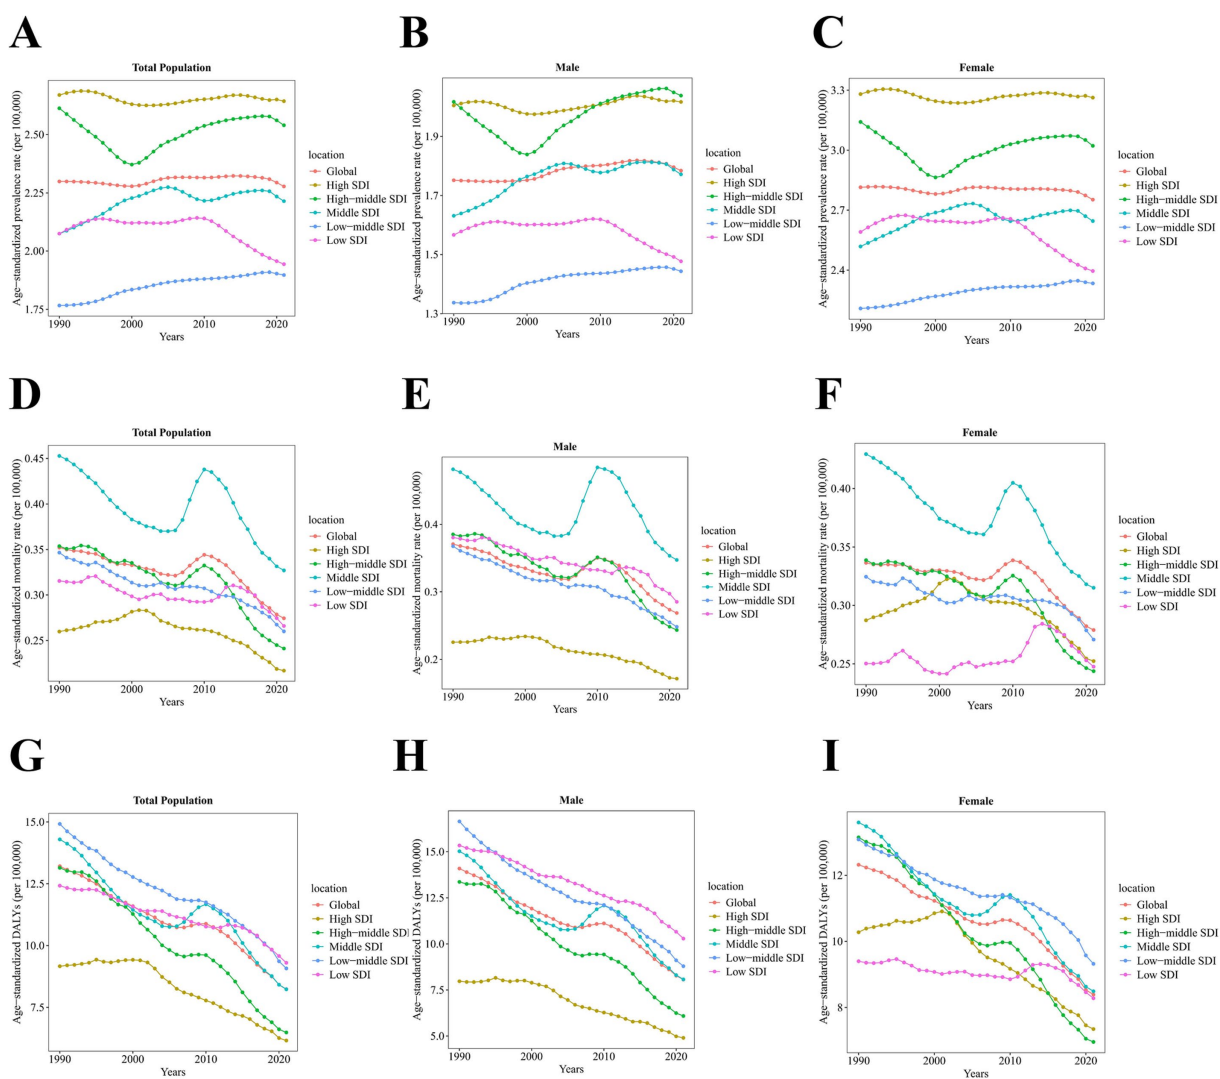 A
Total Population
Age-standardized prevalence rate (per 100,000)
2.50
2.25
2.00
1.75
1990
2000
2010
2020
Years
location
Global
High SDI
High-middle SDI
Middle SDI
Low-middle SDI
Low SDI
B
Male
Age-standardized prevalence rate (per 100,000)
1.9
1.7
1.5
1.3
1990
2000
2010
2020
Years
location
Global
High SDI
High-middle SDI
Middle SDI
Low-middle SDI
Low SDI
C
Female
Age-standardized prevalence rate (per 100,000)
3.3
3.0
2.7
2.4
1990
2000
2010
2020
Years
location
Global
High SDI
High-middle SDI
Middle SDI
Low-middle SDI
Low SDI
D
Total Population
Age-standardized mortality rate (per 100,000)
0.45
0.40
0.35
0.30
0.25
1990
2000
2010
2020
Years
location
Global
High SDI
High-middle SDI
Middle SDI
Low-middle SDI
Low SDI
E
Male
Age-standardized mortality rate (per 100,000)
0.4
0.3
0.2
1990
2000
2010
2020
Years
location
Global
High SDI
High-middle SDI
Middle SDI
Low-middle SDI
Low SDI
F
Female
Age-standardized mortality rate (per 100,000)
0.40
0.35
0.30
0.25
1990
2000
2010
2020
Years
location
Global
High SDI
High-middle SDI
Middle SDI
Low-middle SDI
Low SDI
G
Total Population
Age-standardized DALYs (per 100,000)
15.0
12.5
10.0
7.5
1990
2000
2010
2020
Years
location
Global
High SDI
High-middle SDI
Middle SDI
Low-middle SDI
Low SDI
H
Male
Age-standardized DALYs (per 100,000)
15.0
12.5
10.0
7.5
5.0
1990
2000
2010
2020
Years
location
Global
High SDI
High-middle SDI
Middle SDI
Low-middle SDI
Low SDI
I
Female
Age-standardized DALYs (per 100,000)
12
10
8
1990
2000
2010
2020
Years
location
Global
High SDI
High-middle SDI
Middle SDI
Low-middle SDI
Low SDI